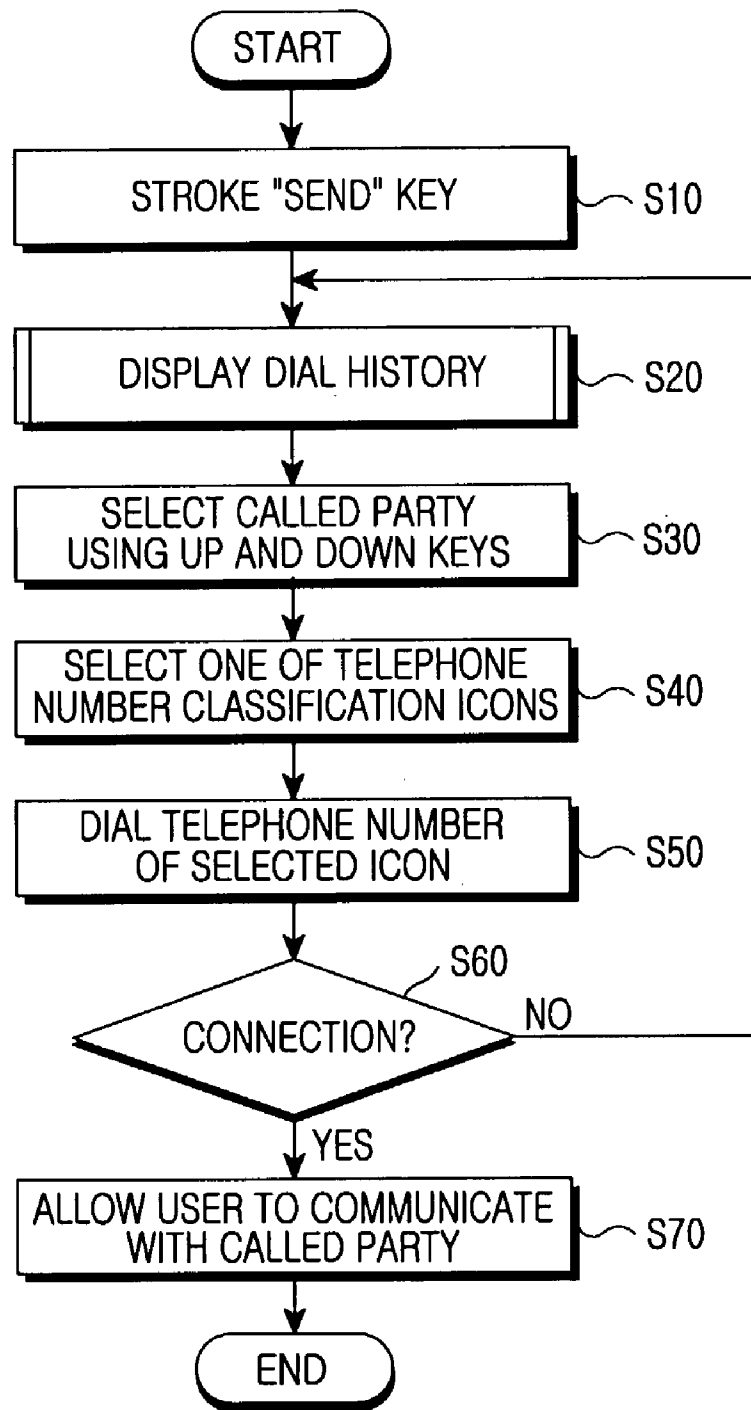 START
STROKE "SEND" KEY
S10
DISPLAY DIAL HISTORY
S20
SELECT CALLED PARTY
USING UP AND DOWN KEYS
S30
SELECT ONE OF TELEPHONE
NUMBER CLASSIFICATION ICONS
S40
DIAL TELEPHONE NUMBER
OF SELECTED ICON
S50
S60
CONNECTION?
NO
YES
ALLOW USER TO COMMUNICATE
WITH CALLED PARTY
S70
END